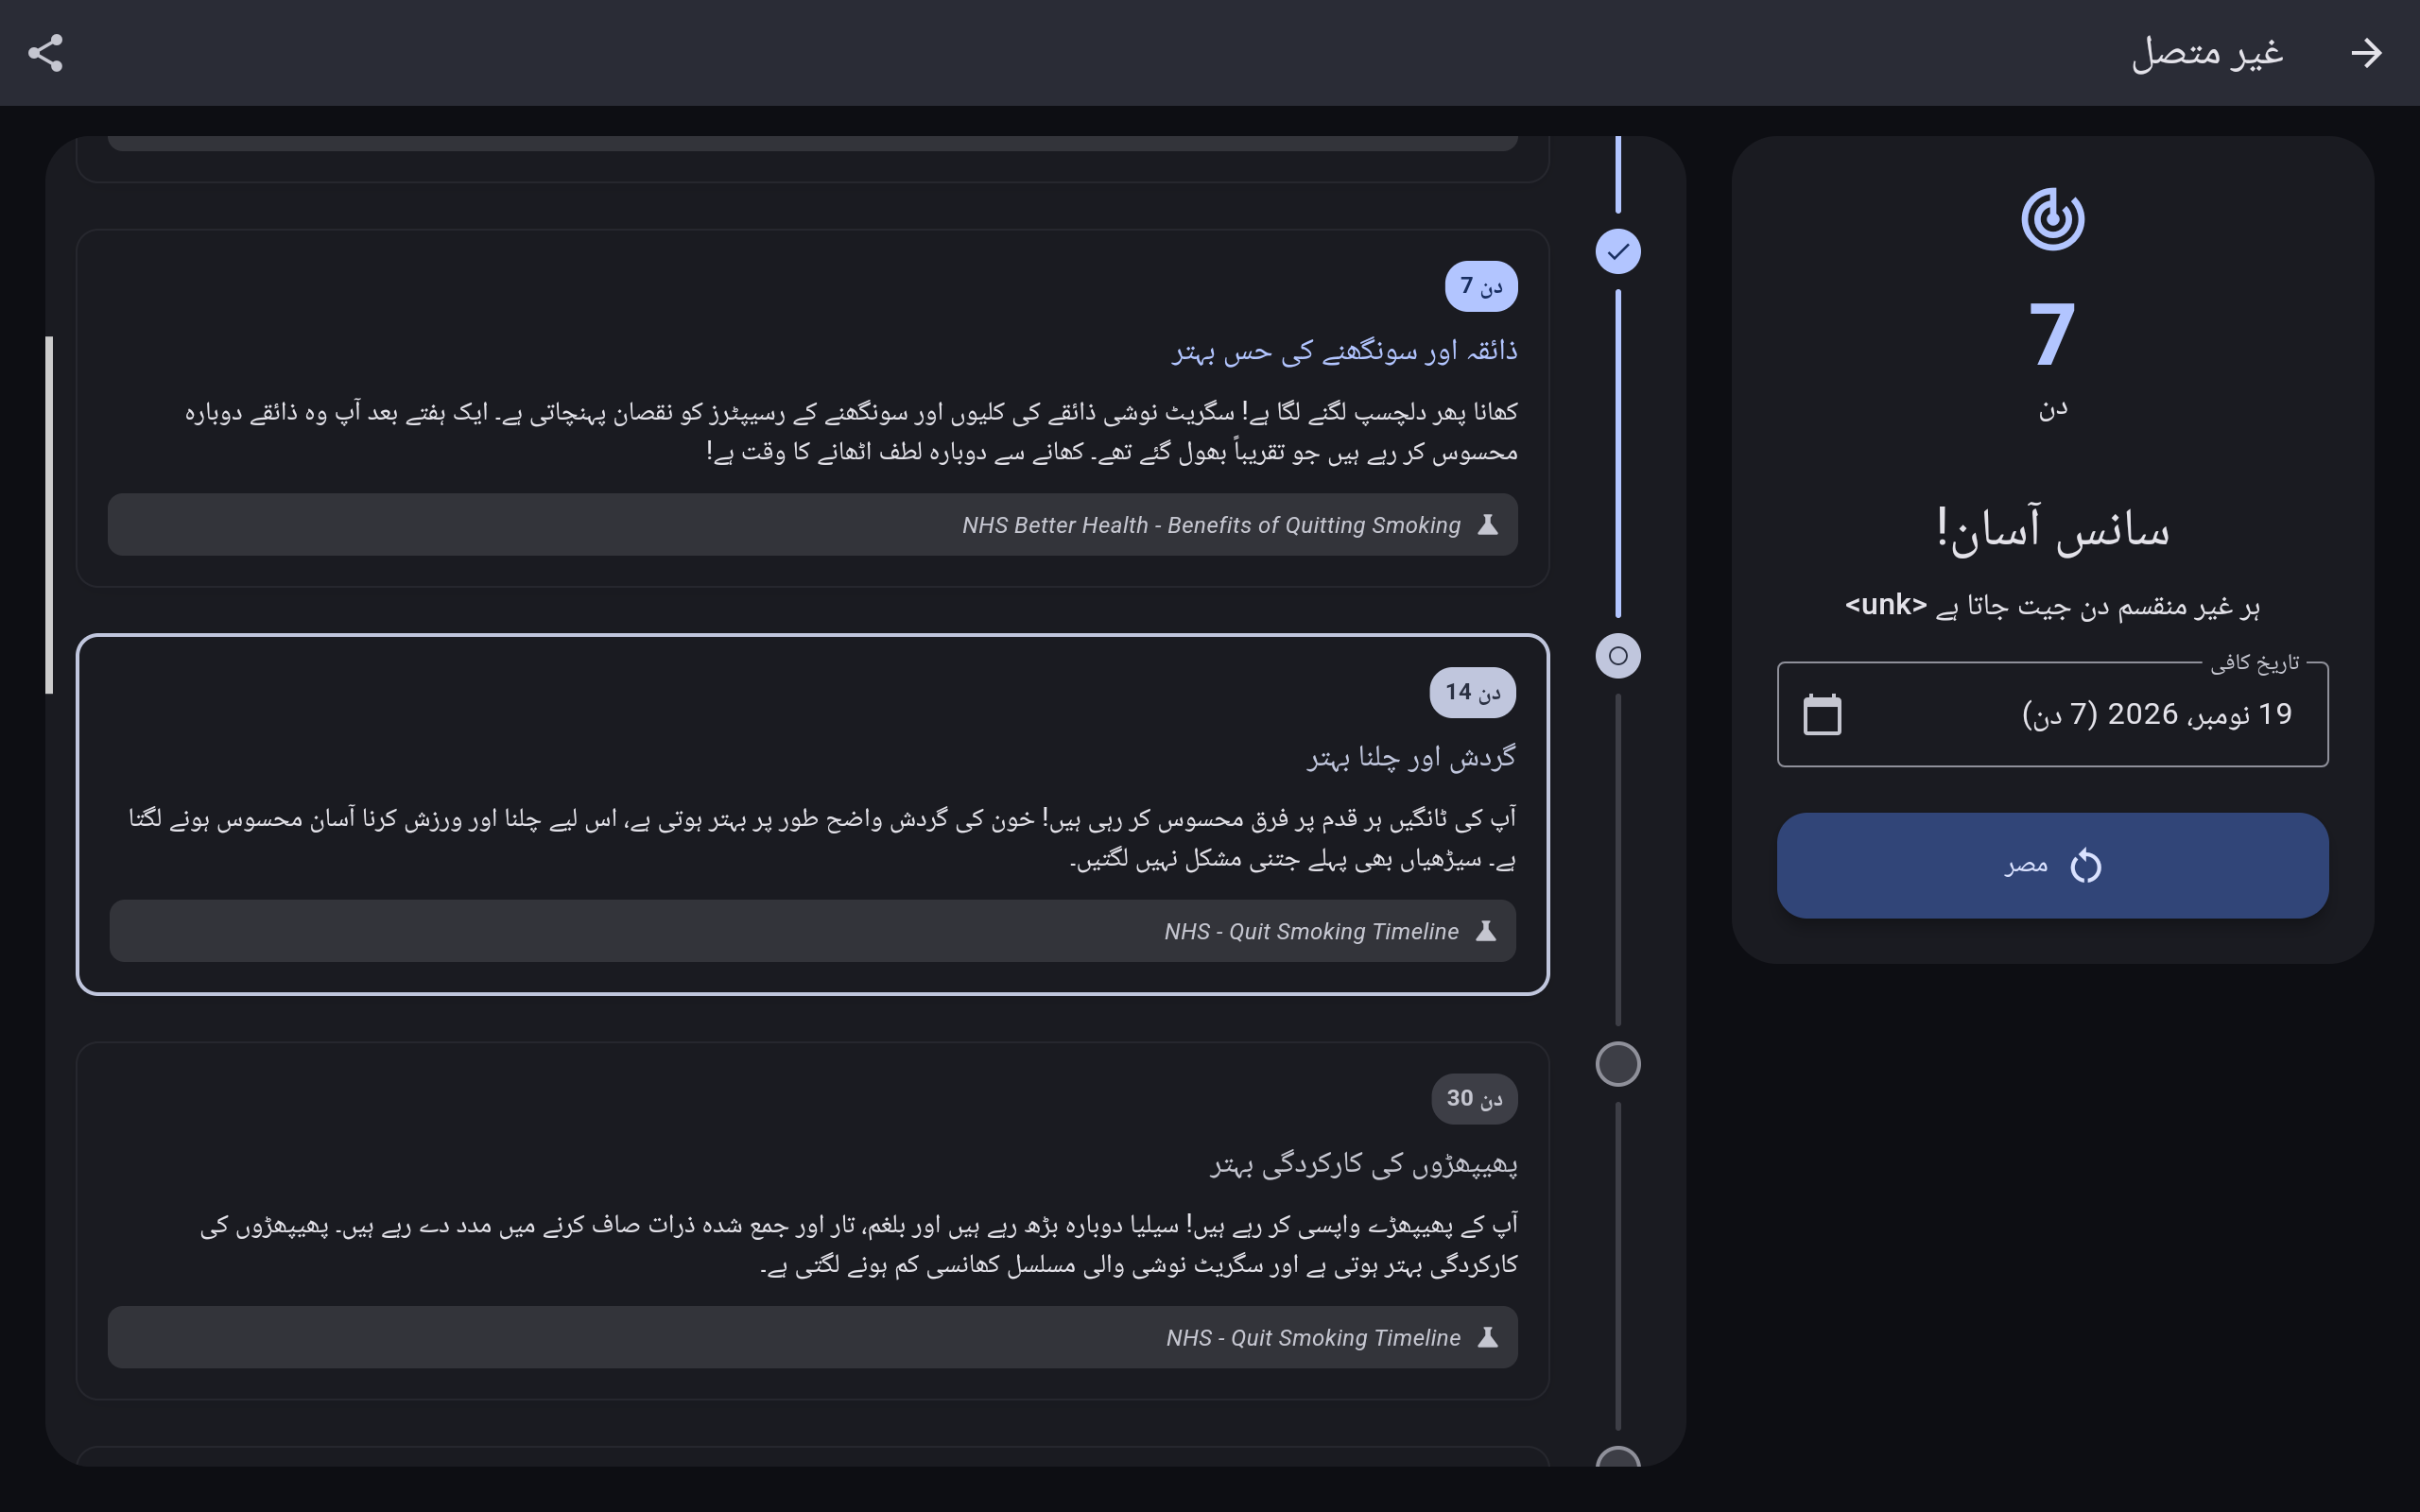 غیر متصل
7
دن
سانس آسان!
ہر غیر منقسم دن جیت جاتا ہے <unk>
تاریخ کافی
19 نومبر، 2026 (7 دن)
مصر
دن 7
ذائقہ اور سونگھنے کی حس بہتر
کھانا پھر دلچسپ لگنے لگا ہے! سگریٹ نوشی ذائقے کی کلیوں اور سونگھنے کے رسیپٹرز کو نقصان پہنچاتی ہے۔ ایک ہفتے بعد آپ وہ ذائقے دوبارہ
محسوس کر رہے ہیں جو تقریباً بھول گئے تھے۔ کھانے سے دوبارہ لطف اٹھانے کا وقت ہے!
NHS Better Health - Benefits of Quitting Smoking
دن 14
گردش اور چلنا بہتر
آپ کی ٹانگیں ہر قدم پر فرق محسوس کر رہی ہیں! خون کی گردش واضح طور پر بہتر ہوتی ہے، اس لیے چلنا اور ورزش کرنا آسان محسوس ہونے لگتا
ہے۔ سیڑھیاں بھی پہلے جتنی مشکل نہیں لگتیں۔
NHS - Quit Smoking Timeline
دن 30
پھیپھڑوں کی کارکردگی بہتر
آپ کے پھیپھڑے واپسی کر رہے ہیں! سیلیا دوبارہ بڑھ رہے ہیں اور بلغم، تار اور جمع شدہ ذرات صاف کرنے میں مدد دے رہے ہیں۔ پھیپھڑوں کی
کارکردگی بہتر ہوتی ہے اور سگریٹ نوشی والی مسلسل کھانسی کم ہونے لگتی ہے۔
NHS - Quit Smoking Timeline